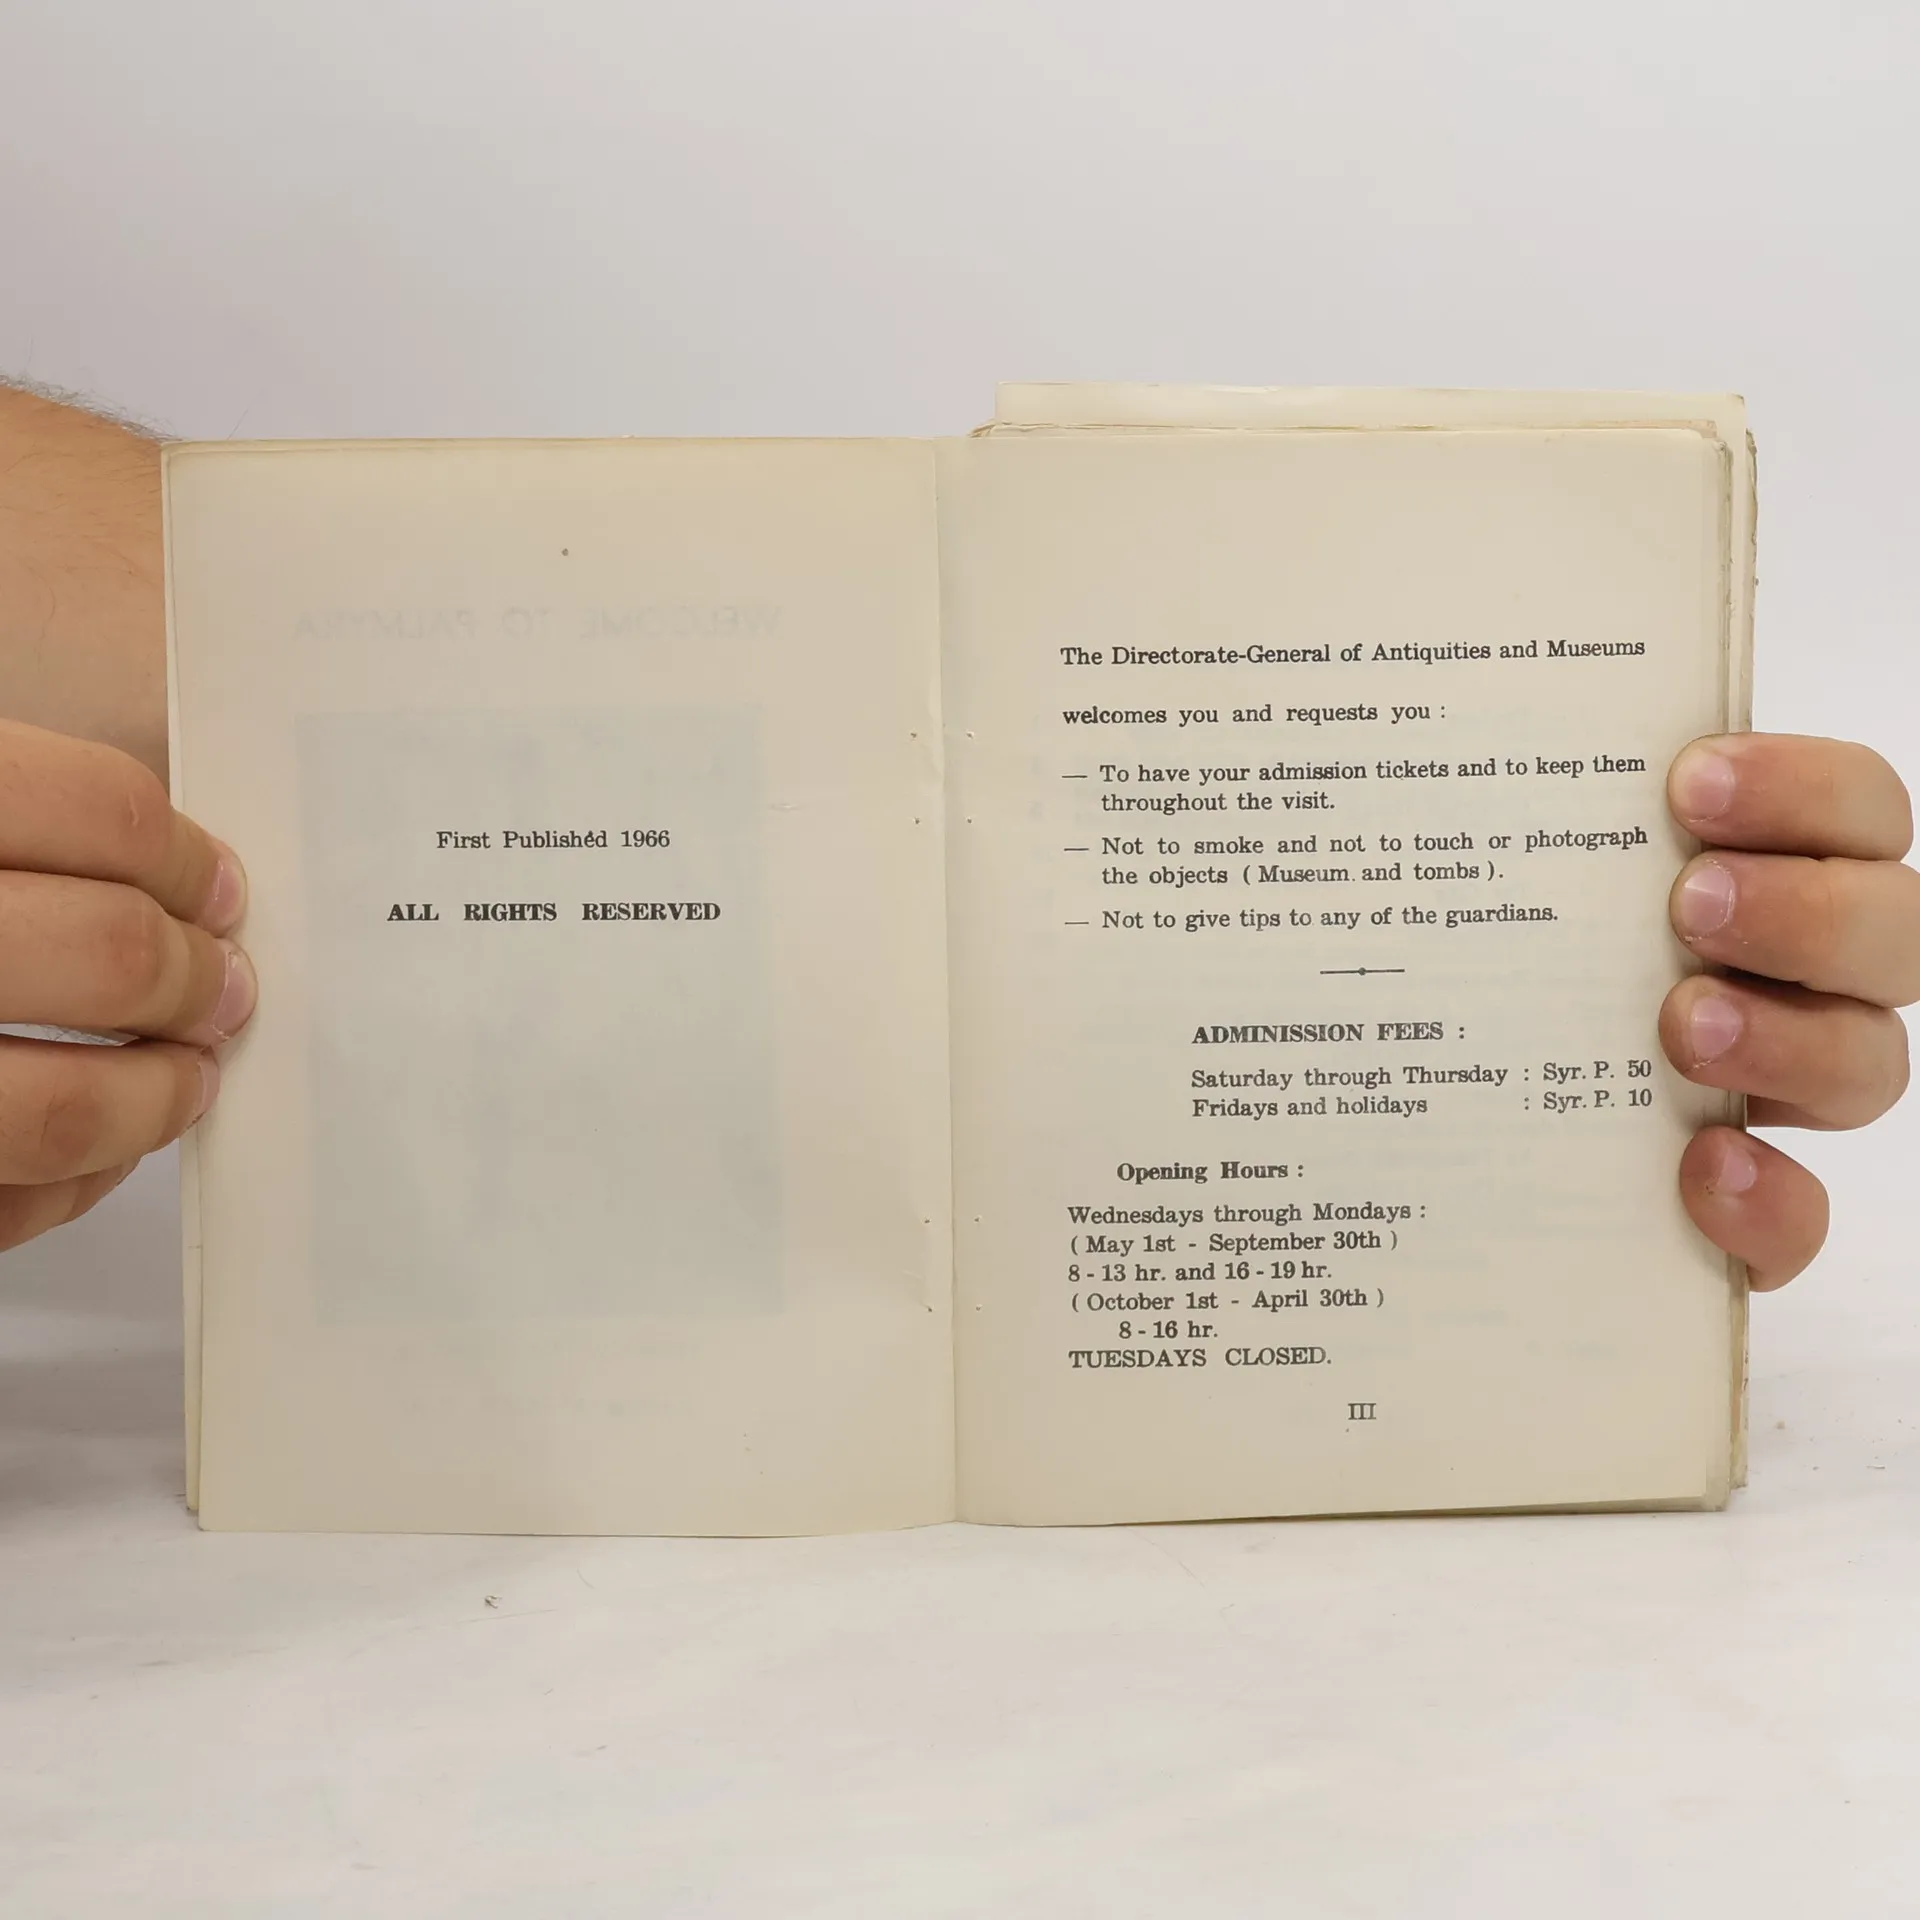 WELCOME TO PALMYRA
First Published 1966
ALL RIGHTS RESERVED
The Directorate-General of Antiquities and Museums
welcomes you and requests you :
— To have your admission tickets and to keep them
throughout the visit.
— Not to smoke and not to touch or photograph
the objects ( Museum. and tombs ).
— Not to give tips to any of the guardians.
ADMINISSION FEES :
Saturday through Thursday : Syr. P. 50
Fridays and holidays : Syr. P. 10
Opening Hours :
Wednesdays through Mondays :
( May 1st - September 30th )
8 - 13 hr. and 16 - 19 hr.
( October 1st - April 30th )
8 - 16 hr.
TUESDAYS CLOSED.
III